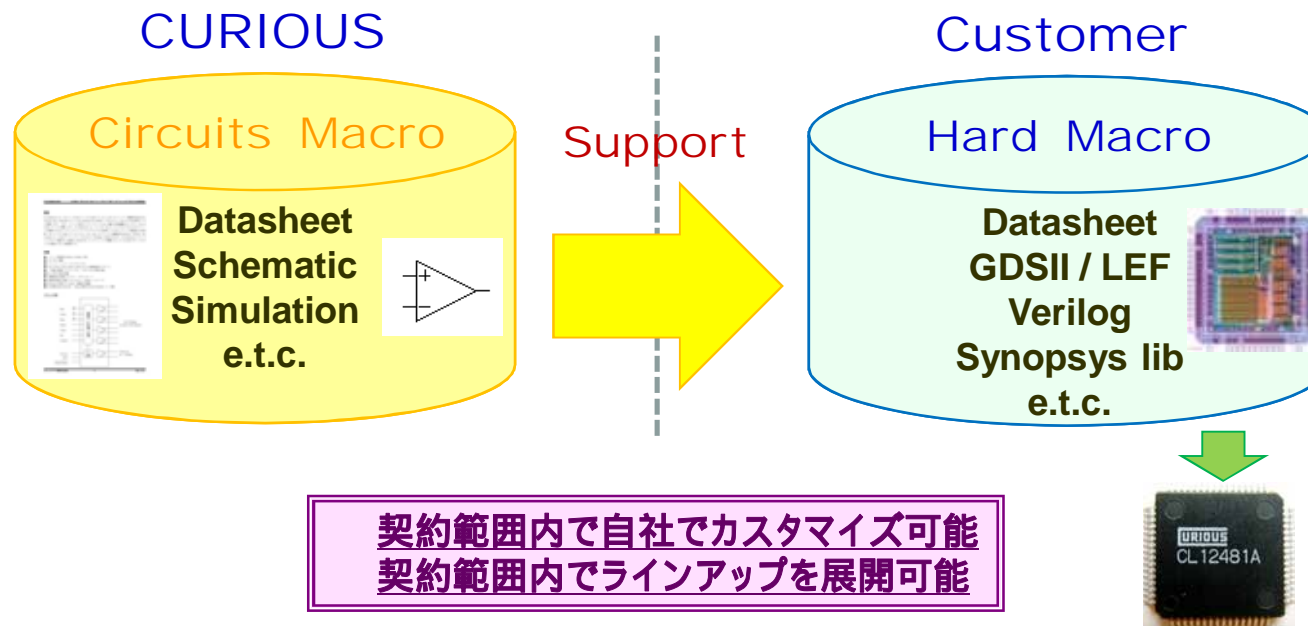 CURIOUS
Customer
Circuits Macro
Support
Hard Macro
Datasheet
Schematic
Simulation
e.t.c.
Datasheet
GDSII / LEF
Verilog
Synopsys lib
e.t.c.
契約範囲内で自社でカスタマイズ可能
契約範囲内でラインアップを展開可能
URIOUS
CL12481A